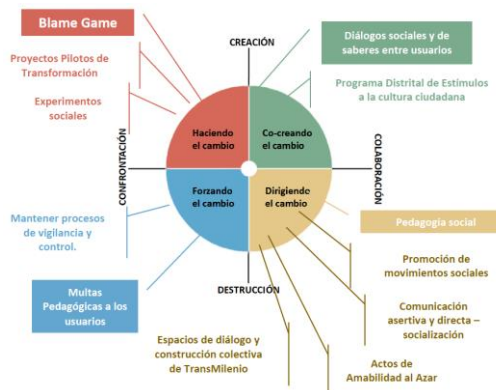 Blame Game
CREACIÓN
Diálogos sociales y de
saberes entre usuarios
Proyectos Pilotos de
Transformación
Programa Distrital de Estímulos
a la cultura ciudadana
Experimentos
sociales
Haciendo
el cambio
Co-creando
el cambio
CONFRONTACIÓN
COLABORACIÓN
Forzando
el cambio
Dirigiendo
el cambio
Mantener procesos
de vigilancia y
control.
Pedagogía social
Promoción de
movimientos sociales
Multas
Pedagógicas a los
usuarios
DESTRUCCIÓN
Comunicación
asertiva y directa –
socialización
Espacios de diálogo y
construcción colectiva
de TransMilenio
Actos de
Amabilidad al Azar